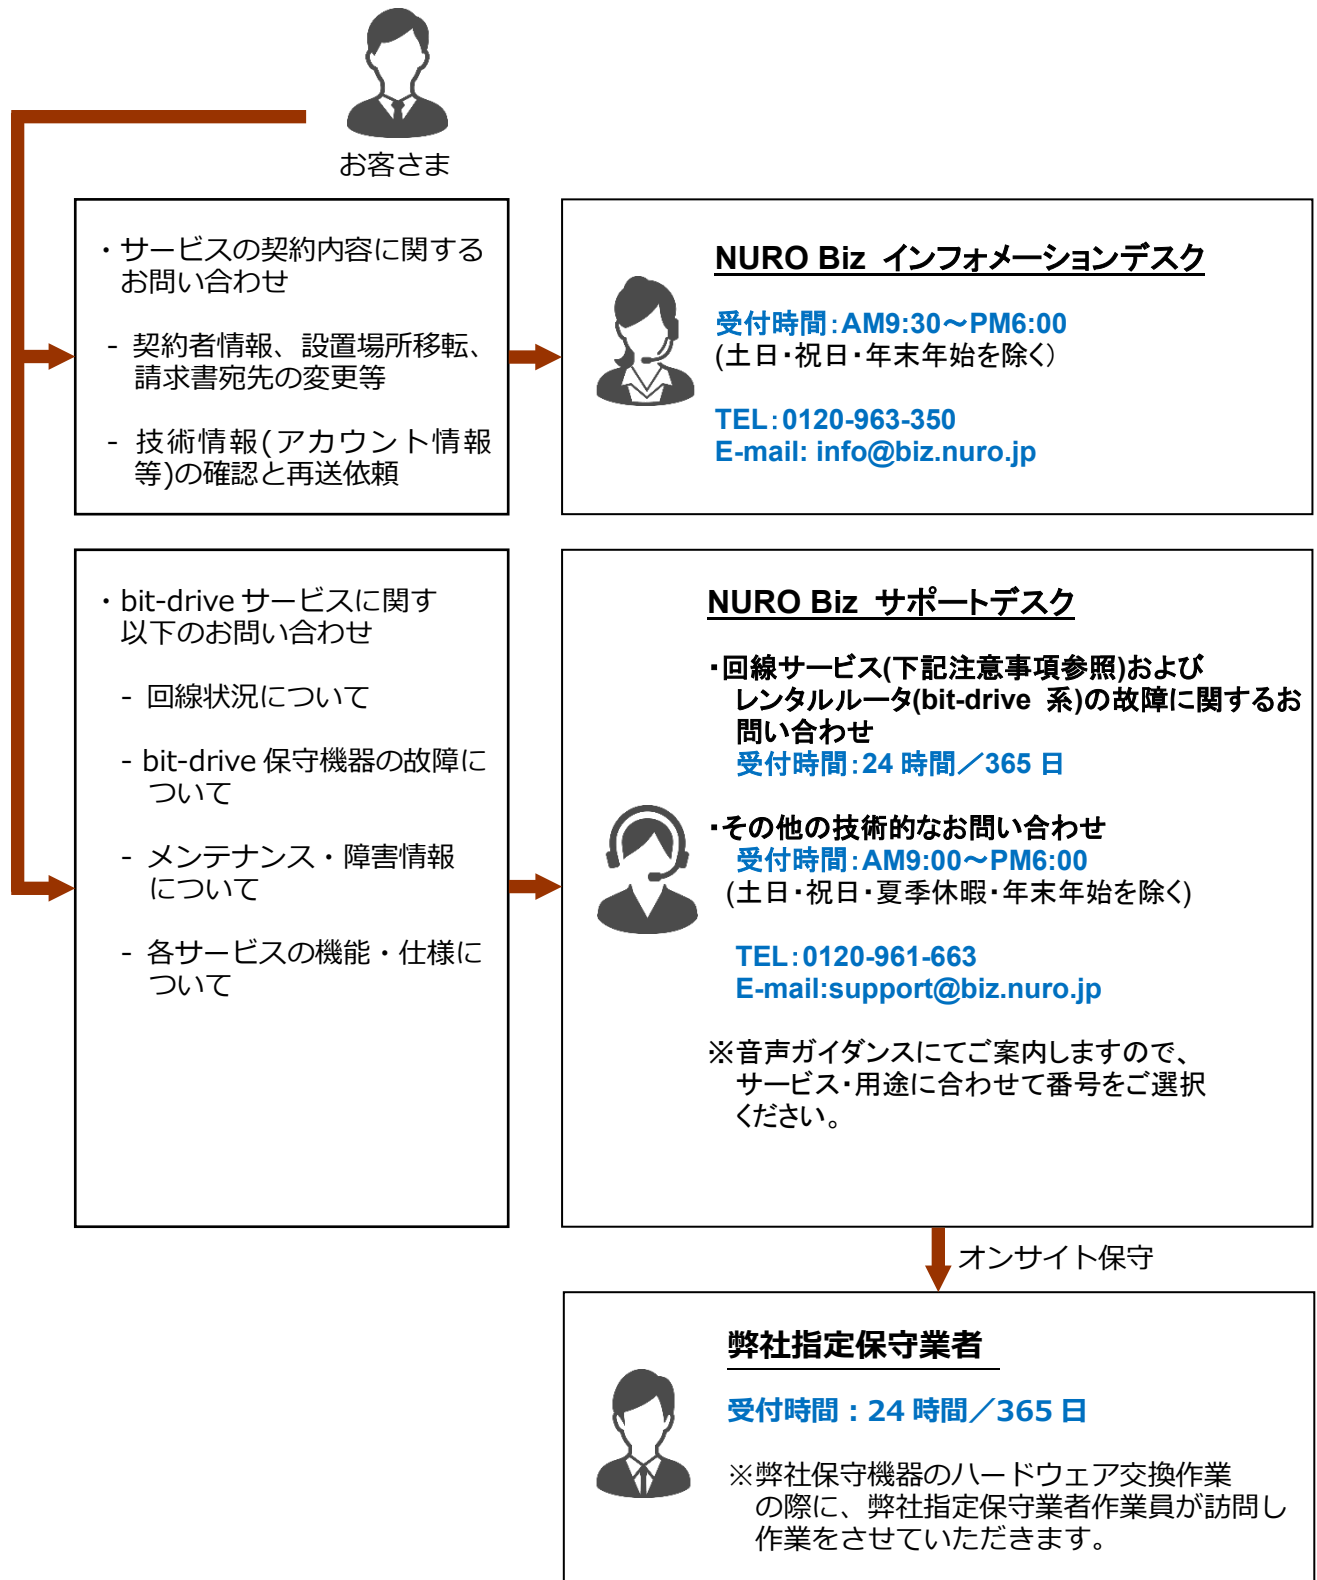 お客さま
・サービスの契約内容に関する
お問い合わせ
- 契約者情報、設置場所移転、
請求書宛先の変更等
- 技術情報(アカウント情報
等)の確認と再送依頼
NURO Biz インフォメーションデスク
受付時間：AM9:30～PM6:00
(土日・祝日・年末年始を除く)
TEL：0120-963-350
E-mail: info@biz.nuro.jp
・bit-drive サービスに関す
以下のお問い合わせ
- 回線状況について
- bit-drive 保守機器の故障に
ついて
- メンテナンス・障害情報
について
- 各サービスの機能・仕様に
ついて
NURO Biz サポートデスク
・回線サービス(下記注意事項参照)および
レンタルルータ(bit-drive 系)の故障に関するお
問い合わせ
受付時間：24 時間／365 日
・その他の技術的なお問い合わせ
受付時間：AM9:00～PM6:00
(土日・祝日・夏季休暇・年末年始を除く)
TEL：0120-961-663
E-mail:support@biz.nuro.jp
※音声ガイダンスにてご案内しますので、
サービス・用途に合わせて番号をご選択
ください。
オンサイト保守
弊社指定保守業者
受付時間：24 時間／365 日
※弊社保守機器のハードウェア交換作業
の際に、弊社指定保守業者作業員が訪問し
作業をさせていただきます。